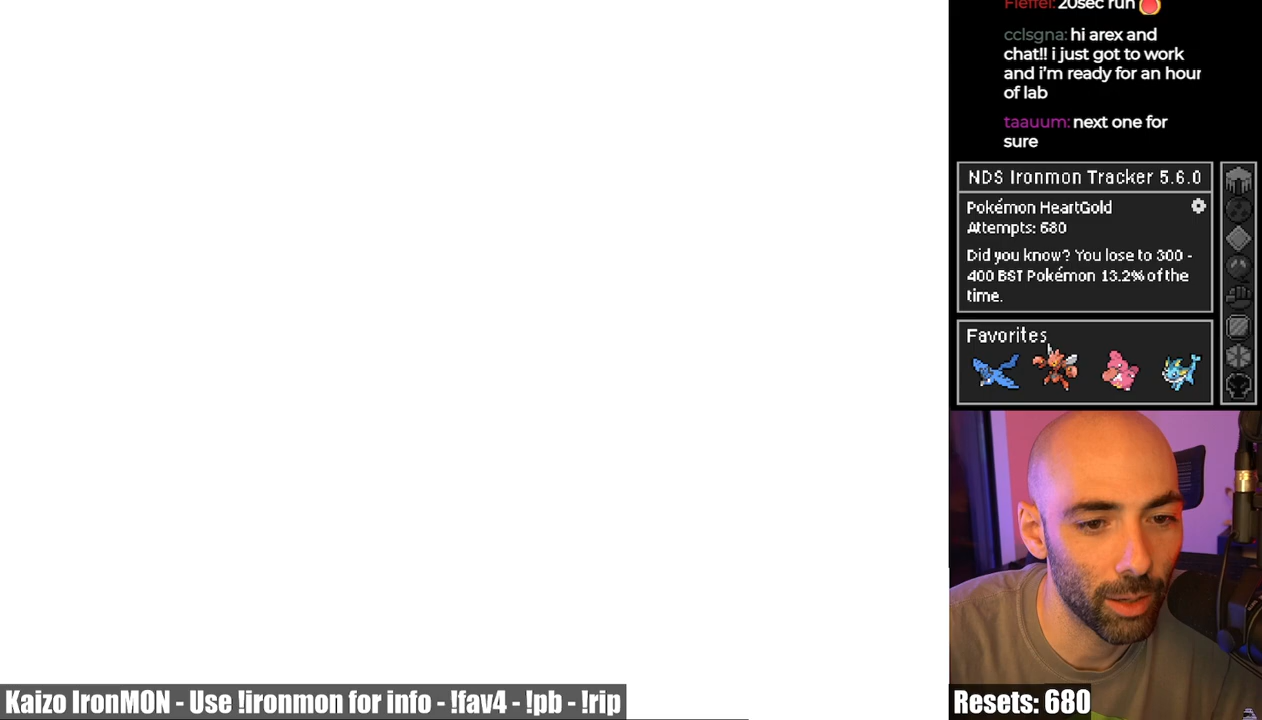 Fieffel: 20sec run
cclsgna: hi arex and
chat!! i just got to work
and i'm ready for an hour
of lab
taauum: next one for
sure
NDS Ironmon Tracker 5.6.0
Pokémon HeartGold
Attempts: 680
Did you know? You lose to 300 -
400 BST Pokémon 13.2% of the
time.
Favorites
Kaizo IronMON - Use !ironmon for info - !fav4 - !pb - !rip
Resets: 680